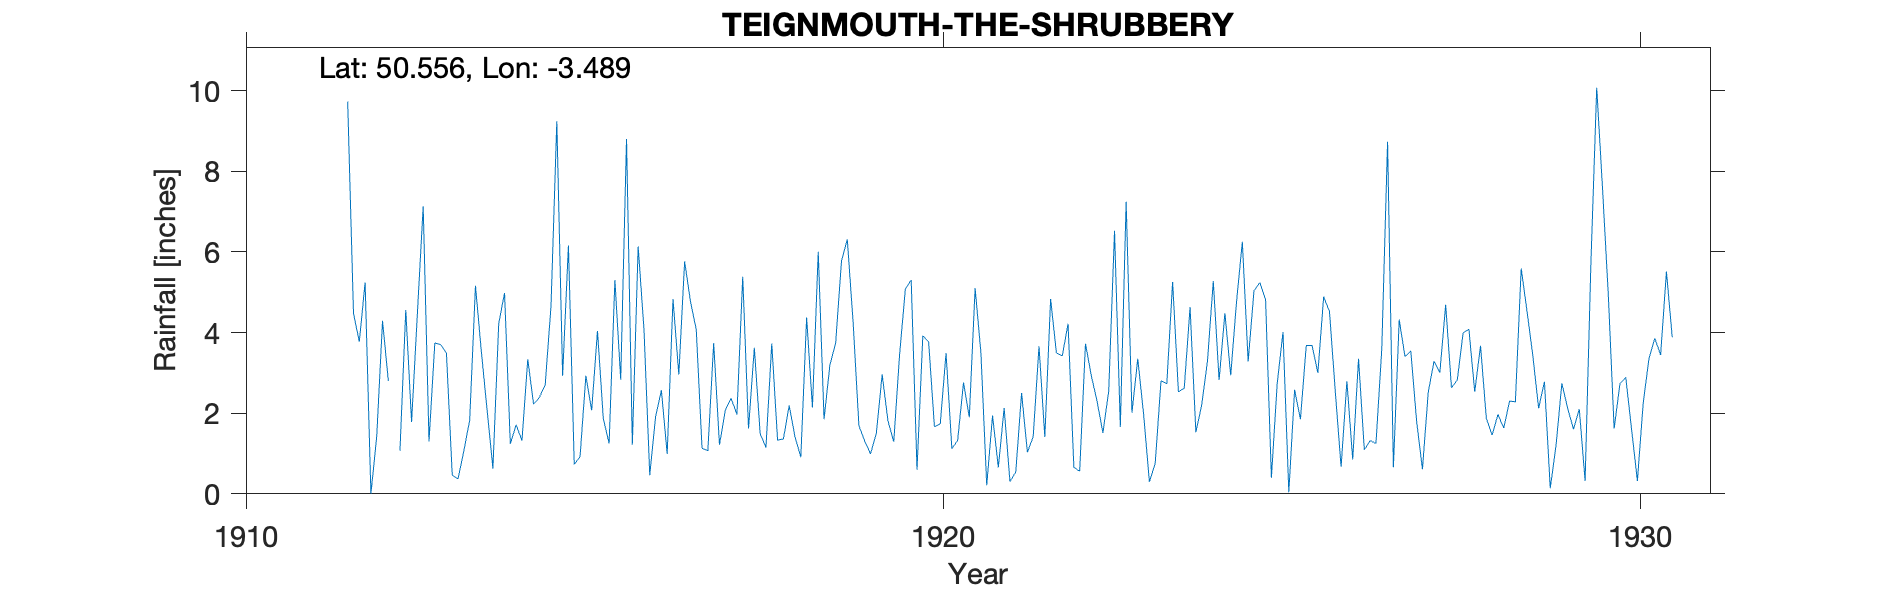 TEIGNMOUTH-THE-SHRUBBERY
Lat: 50.556, Lon: -3.489
Rainfall [inches]
10
8
6
4
2
0
1910 1920 1930
Year